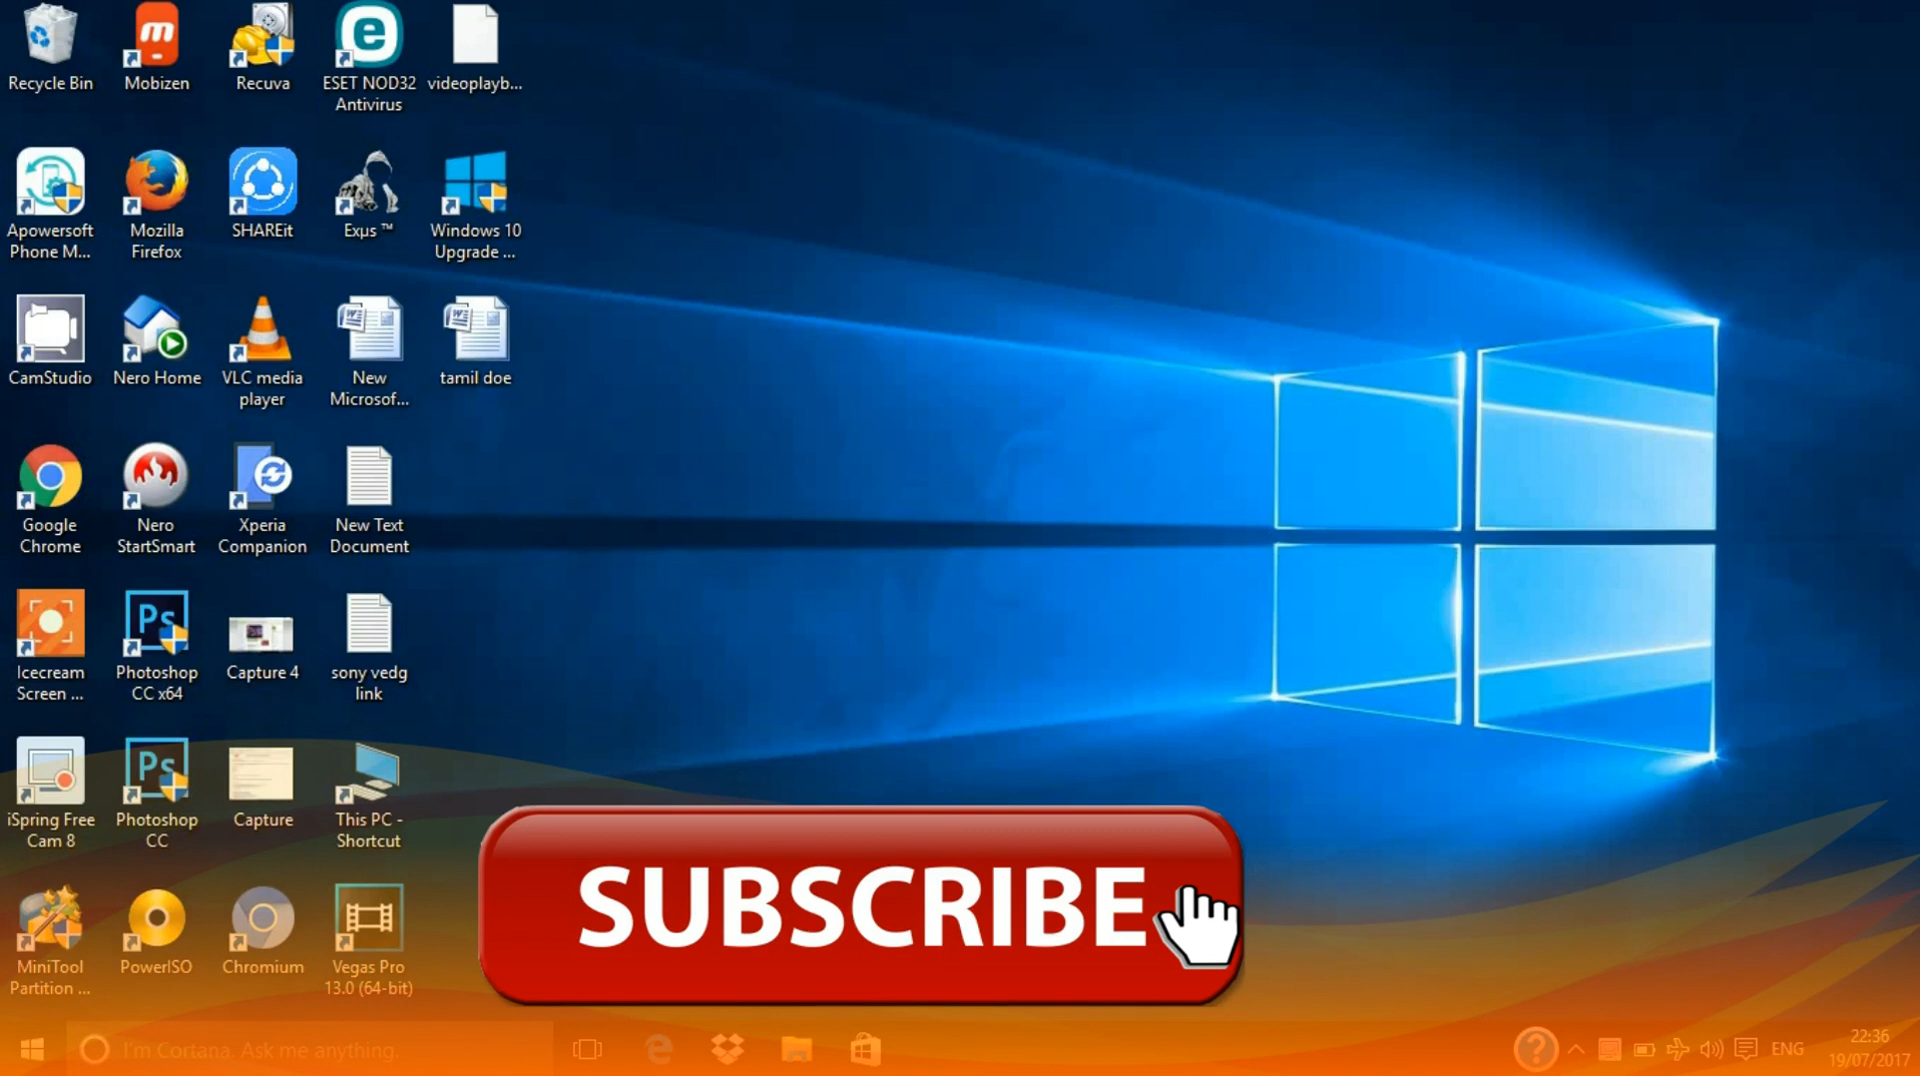 Recycle Bin
Mobizen
Recuva
ESET NOD32
Antivirus
videoplayb...
Apowersoft
Phone M...
Mozilla
Firefox
SHAREit
Exµs ™
Windows 10
Upgrade ...
CamStudio
Nero Home
VLC media
player
New
Microsof...
tamil doe
Google
Chrome
Nero
StartSmart
Xperia
Companion
New Text
Document
Icecream
Screen ...
Ps
Photoshop
CC x64
Capture 4
sony vedg
link
iSpring Free
Cam 8
Ps
Photoshop
CC
Capture
This PC -
Shortcut
MiniTool
Partition ...
PowerISO
Chromium
Vegas Pro
13.0 (64-bit)
SUBSCRIBE
I'm Cortana. Ask me anything.
ENG
22:36
19/07/2017